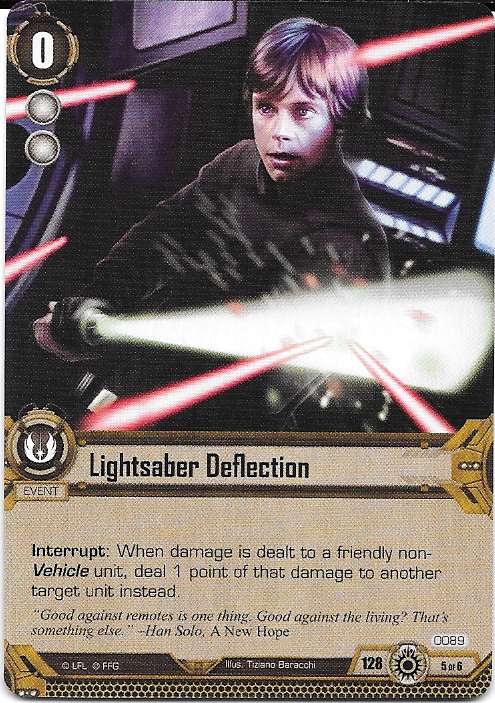 0
Lightsaber Deflection
EVENT
Interrupt: When damage is dealt to a friendly non-
Vehicle unit, deal 1 point of that damage to another
target unit instead.
“Good against remotes is one thing. Good against the living? That’s
something else.” –Han Solo, A New Hope
0089
© LFL © FFG
Illus. Tiziano Baracchi
128
5 OF 6